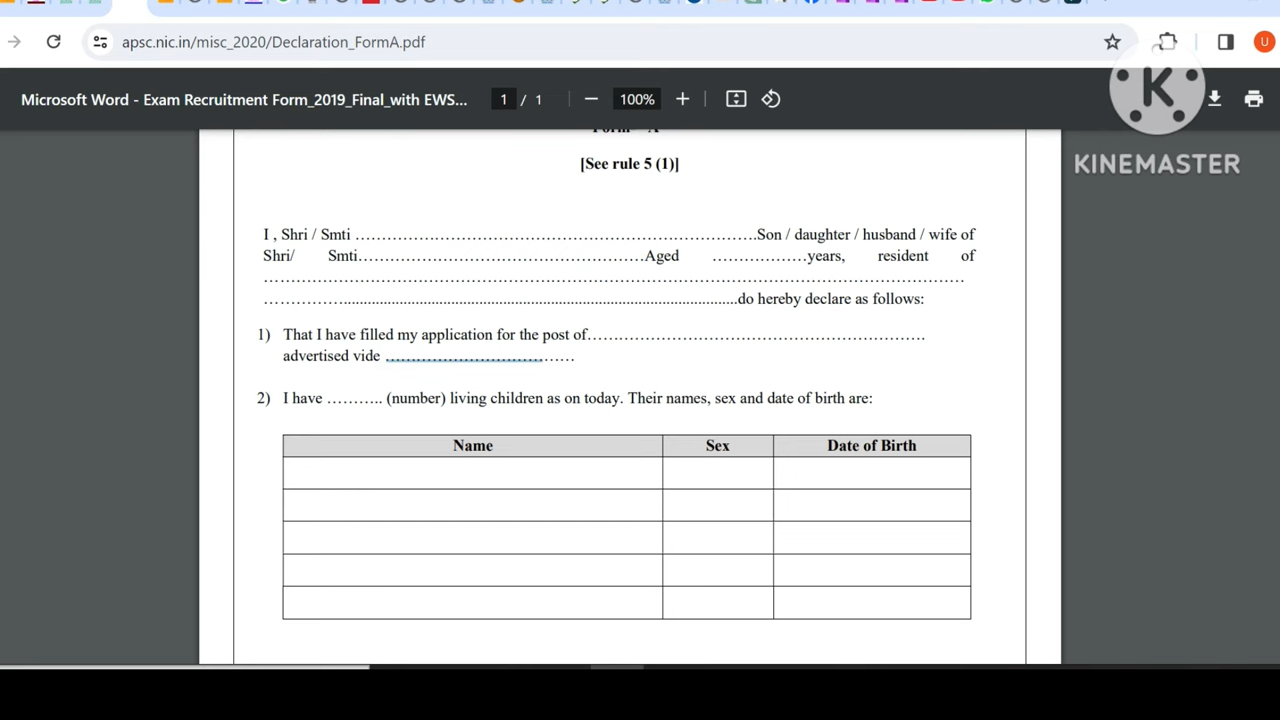 apsc.nic.in/misc_2020/Declaration_FormA.pdf
U
Microsoft Word - Exam Recruitment Form_2019_Final_with EWS...
1 / 1
100%
K
KINEMASTER
Form – A
[See rule 5 (1)]
I , Shri / Smti ……………………………………………………………….Son / daughter / husband / wife of
Shri/ Smti………………………………………………Aged ………………years, resident of
……………………………………………………………………………………………………………
……………...........................................................................................do hereby declare as follows:
1) That I have filled my application for the post of……………………………………………………….
advertised vide ………………………………
2) I have ……….. (number) living children as on today. Their names, sex and date of birth are:
Name Sex Date of Birth